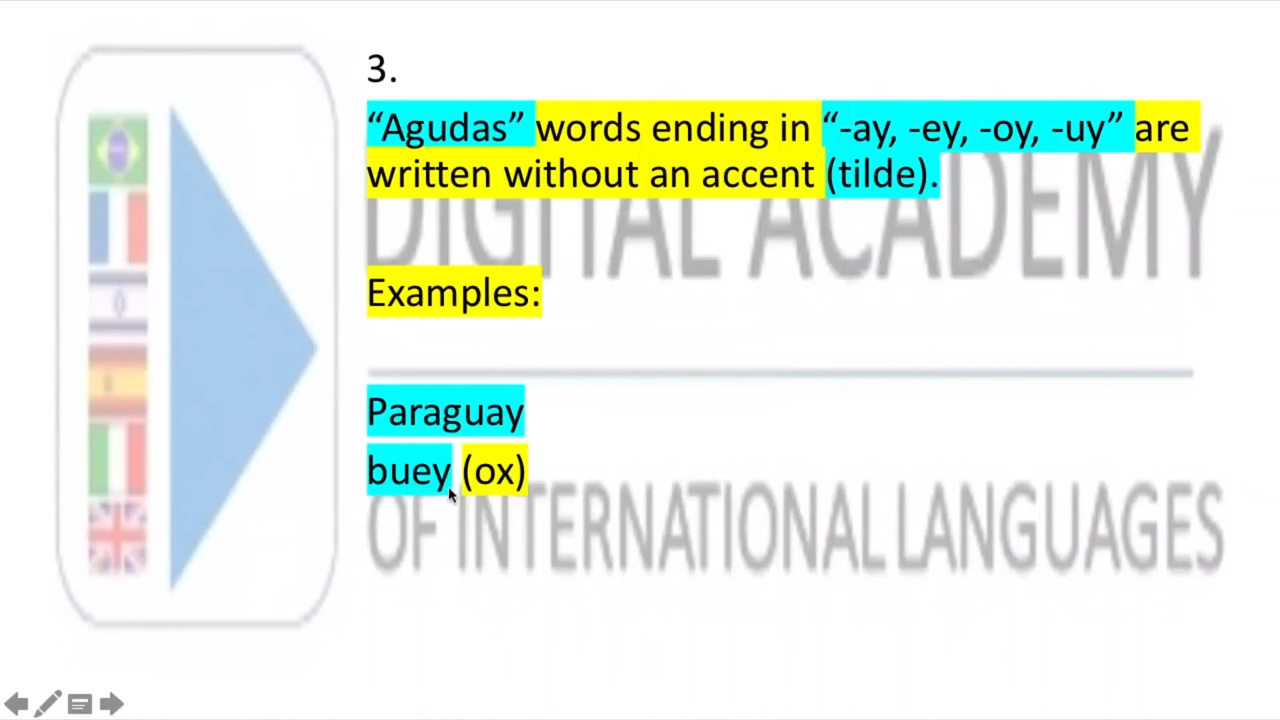 3.
“Agudas” words ending in “-ay, -ey, -oy, -uy” are
written without an accent (tilde).
DIGITAL ACADEMY
Examples:
Paraguay
buey (ox)
OF INTERNATIONAL LANGUAGES